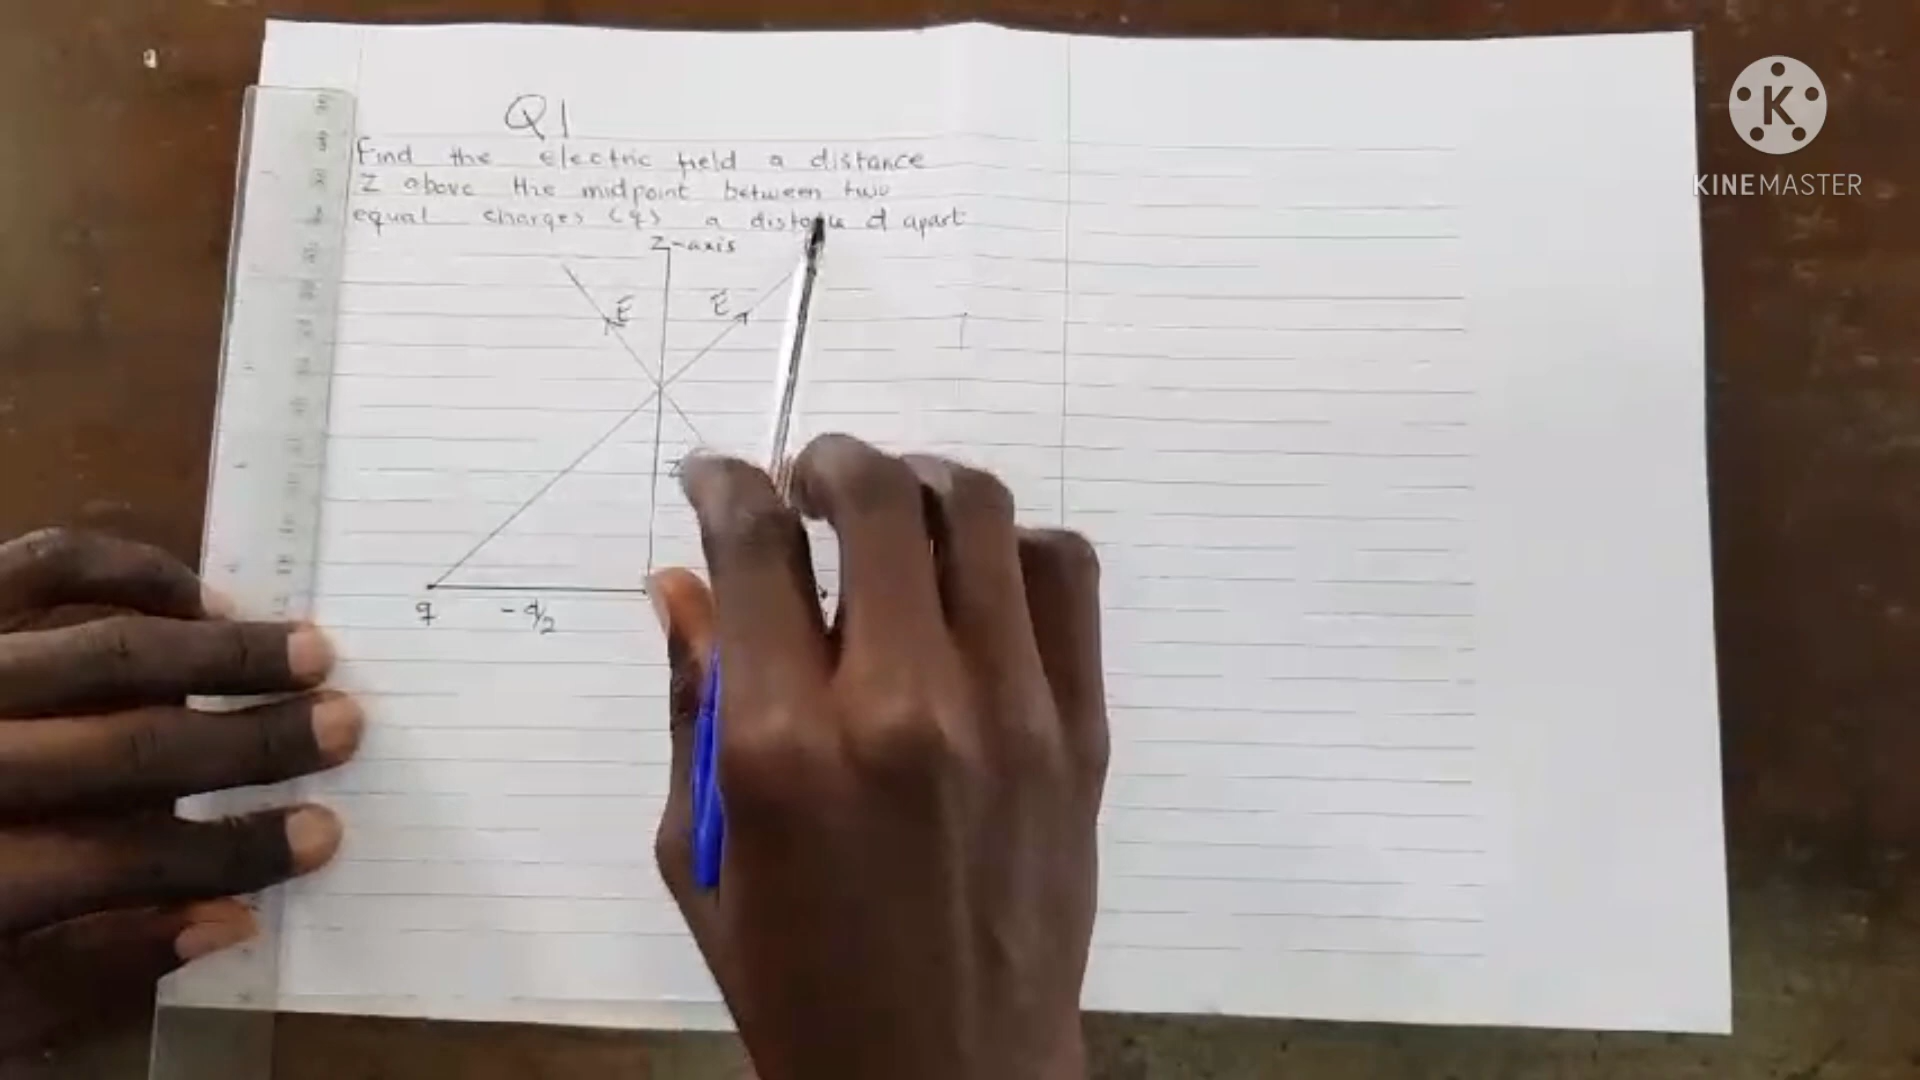 Q1
Find the electric field a distance
Z above the midpoint between two
equal charges (q) a distance d apart
Z-axis
E E
Z
q -d/2
K
KINEMASTER